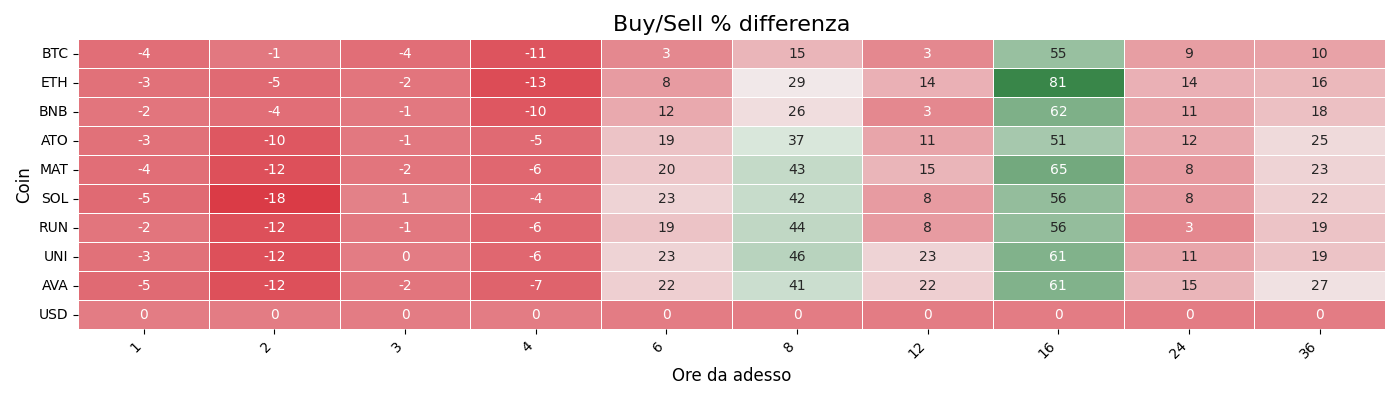 Buy/Sell % differenza
Coin
BTC -4 -1 -4 -11 3 15 3 55 9 10
ETH -3 -5 -2 -13 8 29 14 81 14 16
BNB -2 -4 -1 -10 12 26 3 62 11 18
ATO -3 -10 -1 -5 19 37 11 51 12 25
MAT -4 -12 -2 -6 20 43 15 65 8 23
SOL -5 -18 1 -4 23 42 8 56 8 22
RUN -2 -12 -1 -6 19 44 8 56 3 19
UNI -3 -12 0 -6 23 46 23 61 11 19
AVA -5 -12 -2 -7 22 41 22 61 15 27
USD 0 0 0 0 0 0 0 0 0 0
1 2 3 4 6 8 12 16 24 36
Ore da adesso